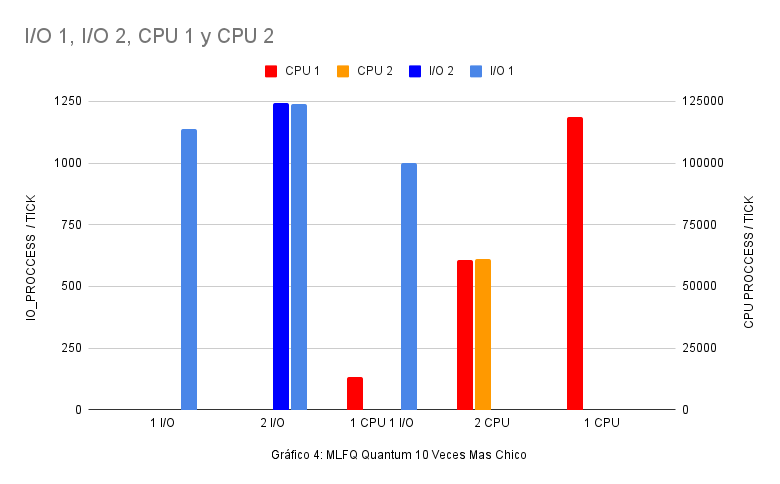 I/O 1, I/O 2, CPU 1 y CPU 2
CPU 1 CPU 2 I/O 2 I/O 1
1250 125000
1000 100000
750 75000
500 50000
250 25000
0 0
IO_PROCCESS / TICK
CPU PROCCESS / TICK
1 I/O 2 I/O 1 CPU 1 I/O 2 CPU 1 CPU
Gráfico 4: MLFQ Quantum 10 Veces Mas Chico